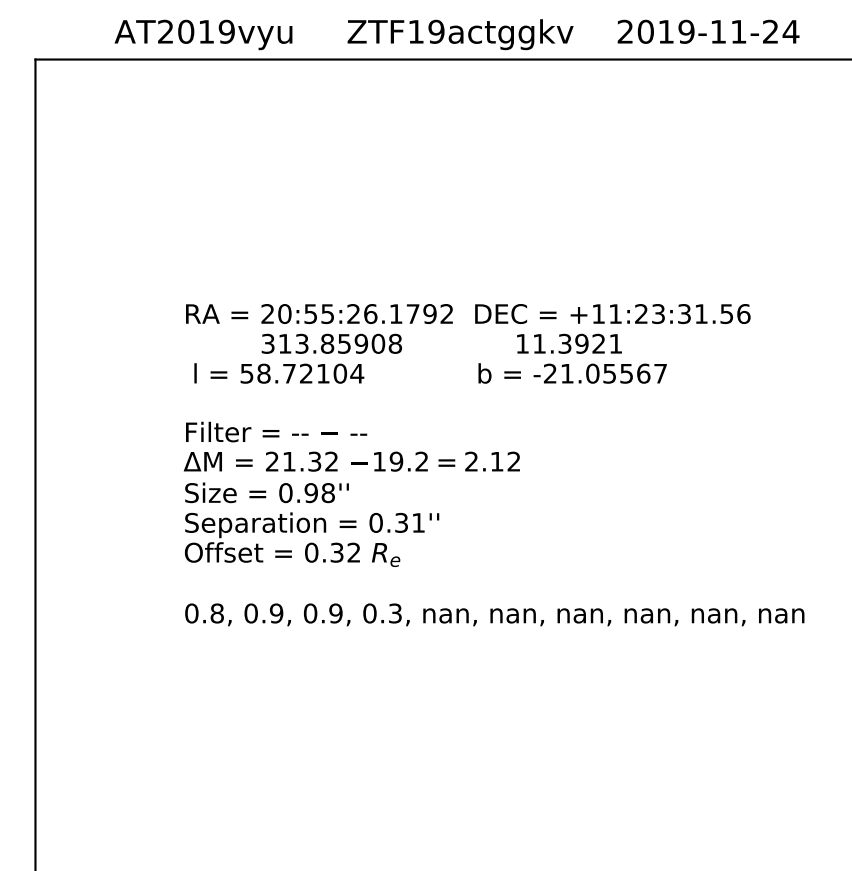 AT2019vyu ZTF19actggkv 2019-11-24
RA = 20:55:26.1792 DEC = +11:23:31.56
313.85908 11.3921
l = 58.72104 b = -21.05567
Filter = -- − --
ΔM = 21.32 −19.2 = 2.12
Size = 0.98''
Separation = 0.31''
Offset = 0.32 Rₑ
0.8, 0.9, 0.9, 0.3, nan, nan, nan, nan, nan, nan